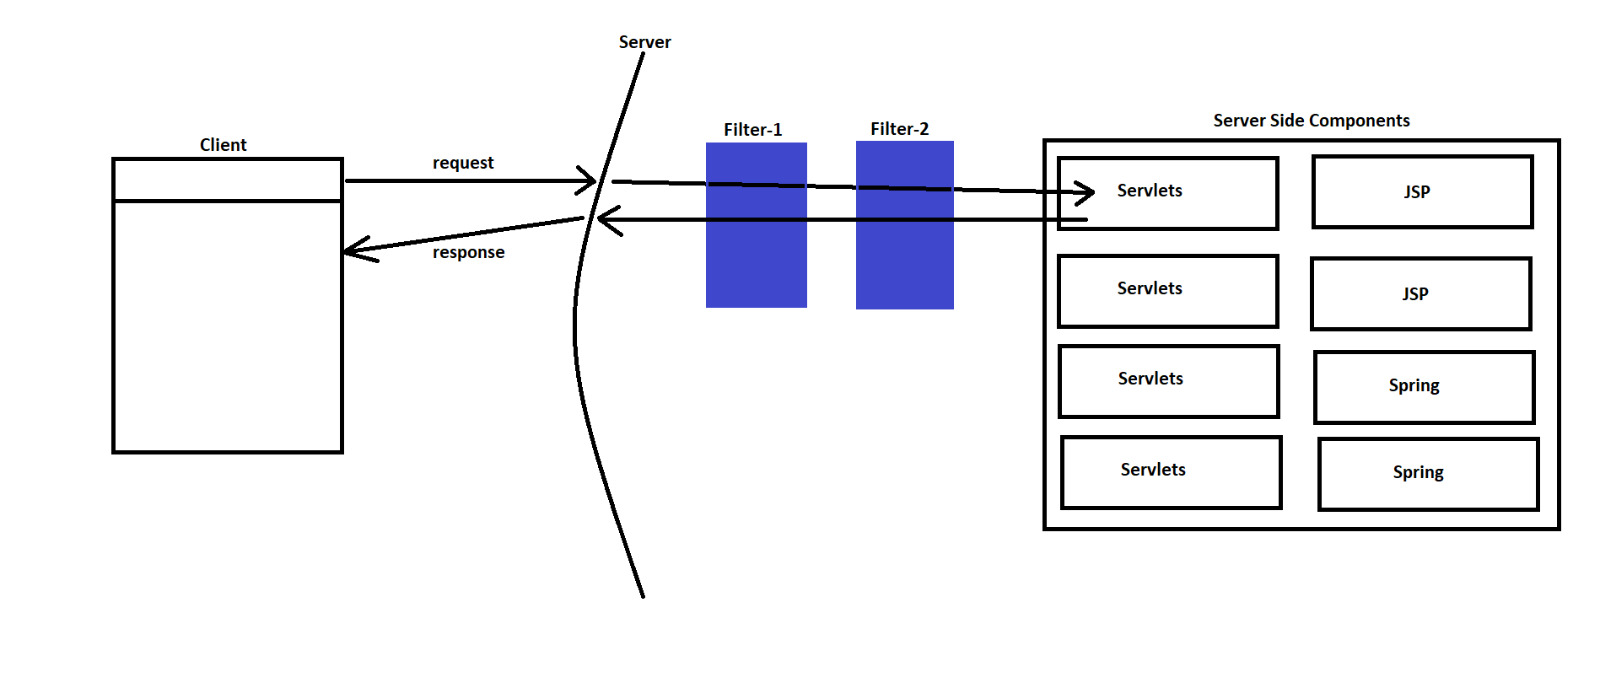 Server
Client
request
response
Filter-1
Filter-2
Server Side Components
Servlets
JSP
Servlets
JSP
Servlets
Spring
Servlets
Spring